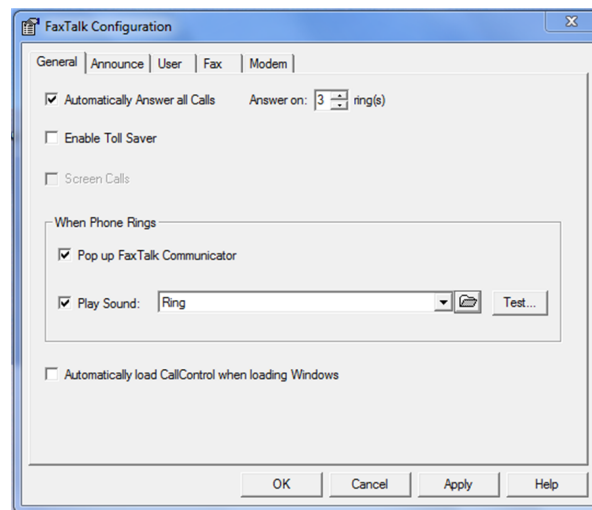 FaxTalk Configuration
General Announce User Fax Modem
Automatically Answer all Calls Answer on: 3 ring(s)
Enable Toll Saver
Screen Calls
When Phone Rings
Pop up FaxTalk Communicator
Play Sound: Ring Test...
Automatically load CallControl when loading Windows
OK Cancel Apply Help